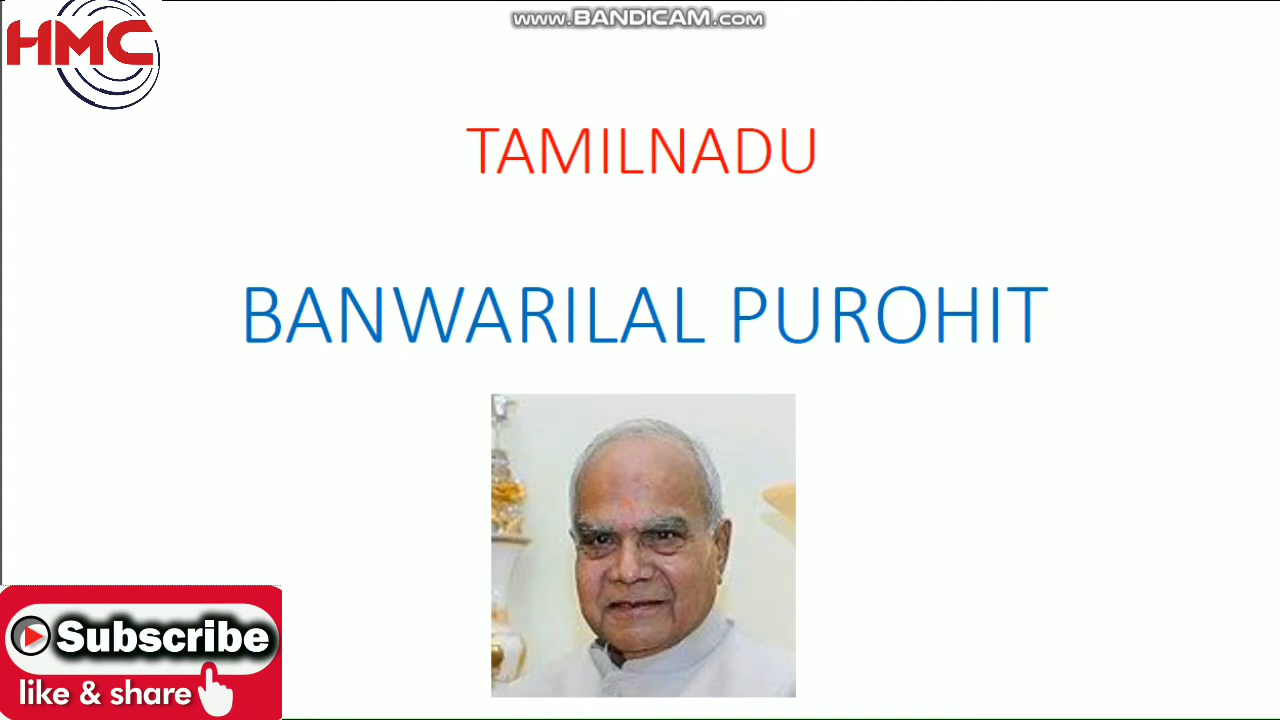 www.BANDICAM.com
HMC
TAMILNADU
BANWARILAL PUROHIT
Subscribe
like & share